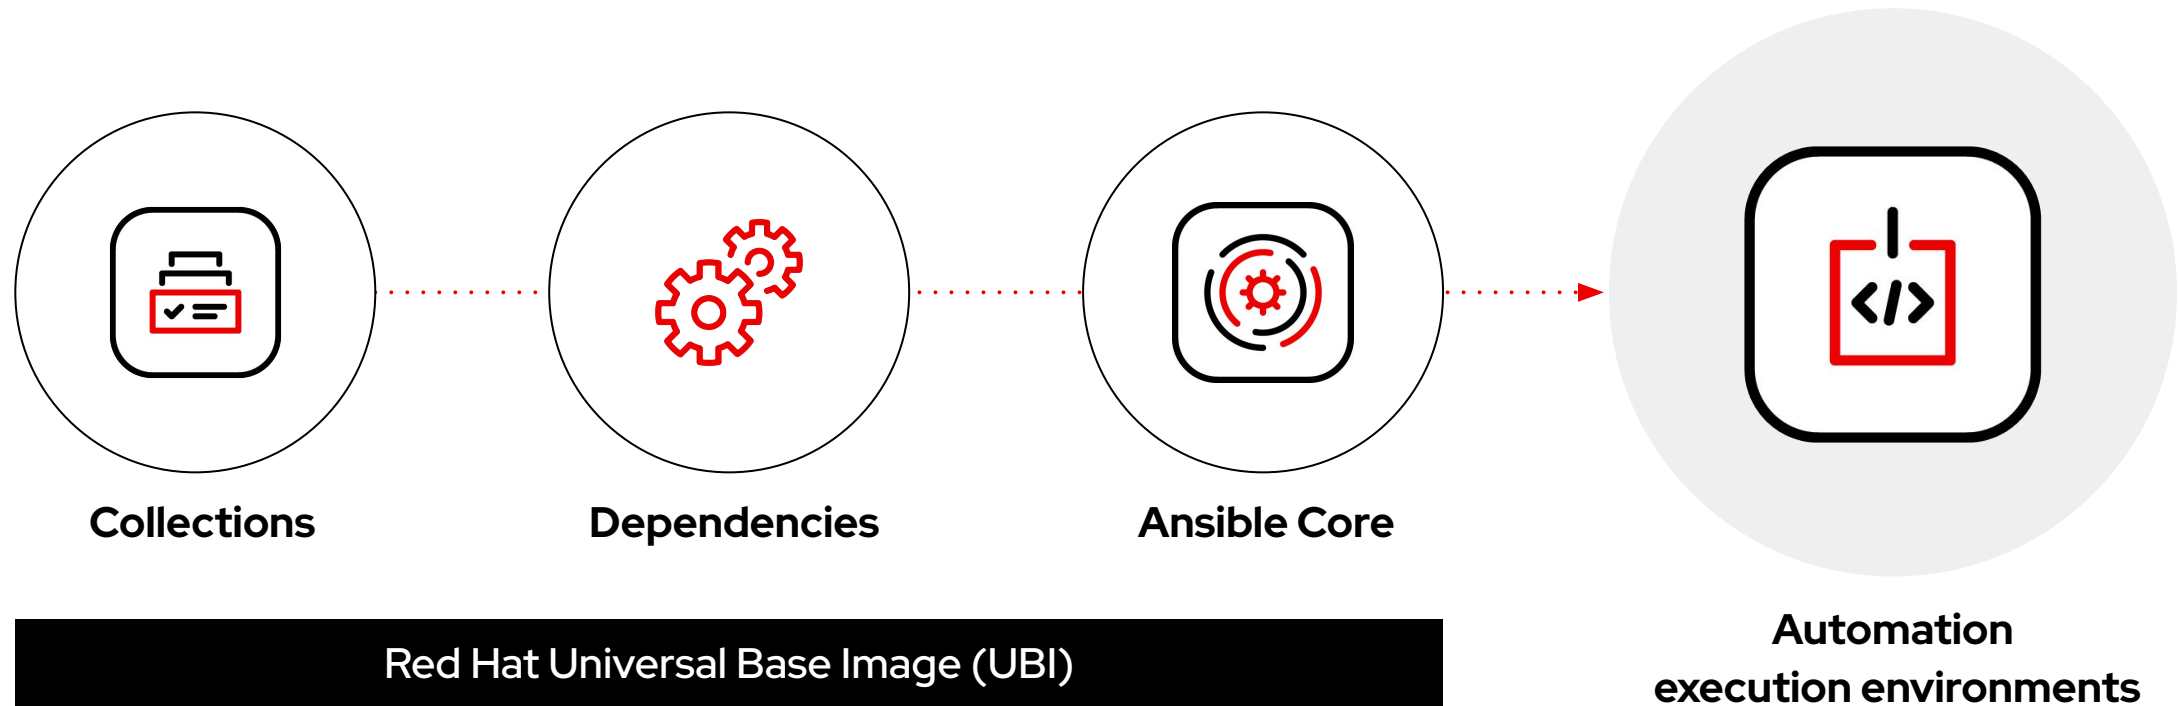 Collections
Dependencies
Ansible Core
Red Hat Universal Base Image (UBI)
Automation
execution environments